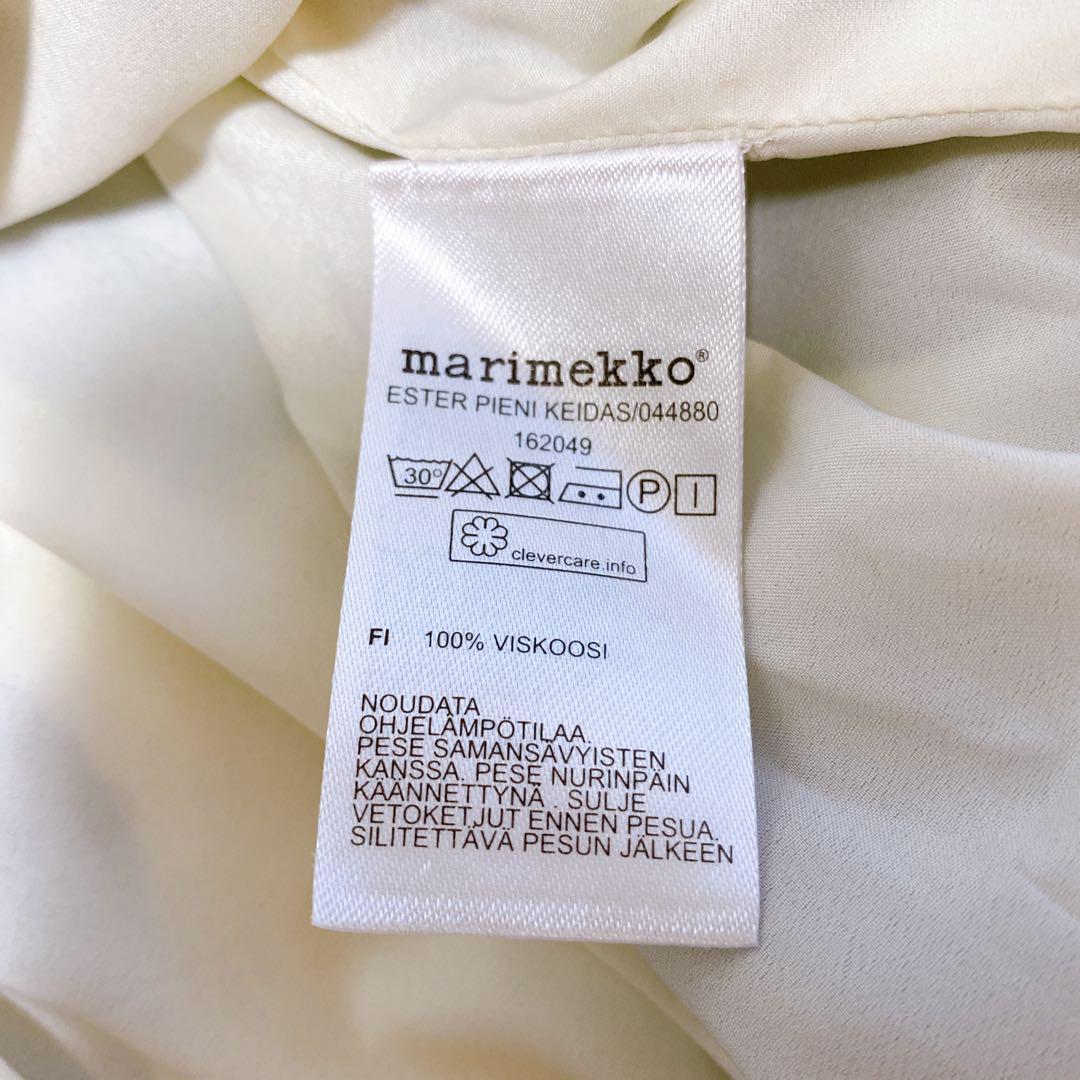 marimekko®
ESTER PIENI KEIDAS/044880
162049
30° P I
clevercare.info
FI 100% VISKOOSI
NOUDATA
OHJELÄMPÖTILAA.
PESE SAMANSÄVYISTEN
KANSSA. PESE NURINPÄIN
KÄÄNNETTYNÄ . SULJE
VETOKETJUT ENNEN PESUA.
SILITETTÄVÄ PESUN JÄLKEEN